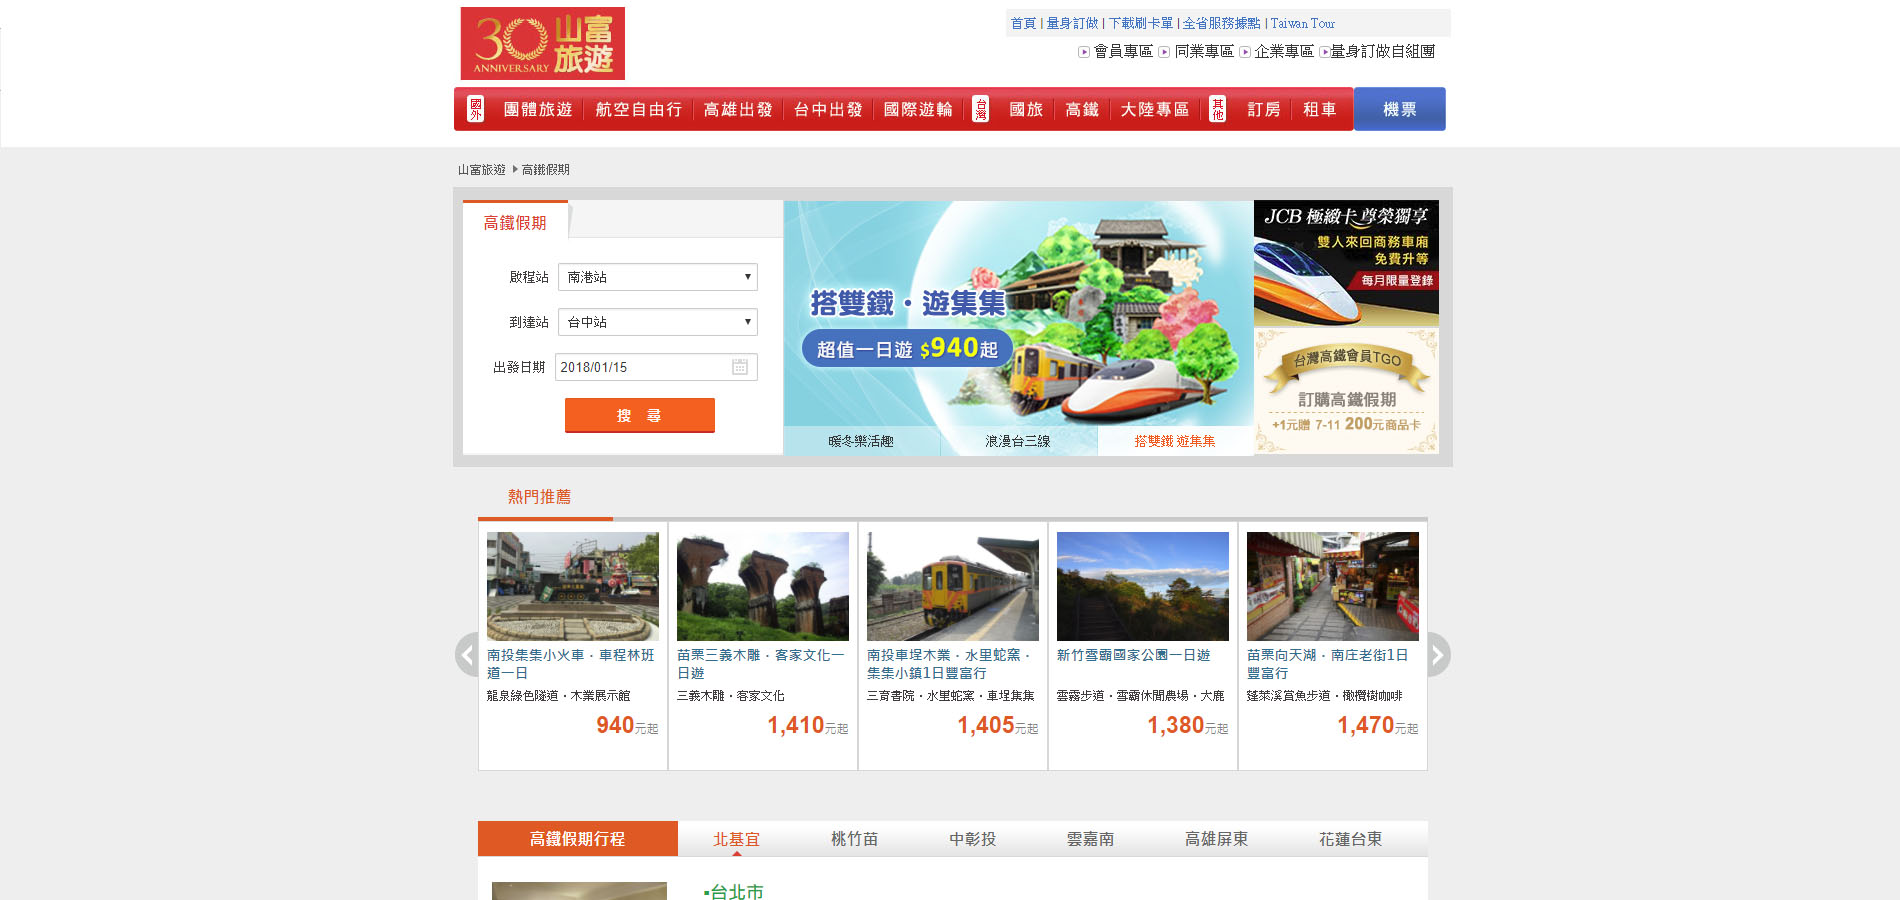 30 山富旅遊
ANNIVERSARY
首頁 | 量身訂做 | 下載刷卡單 | 全省服務據點 | Taiwan Tour
會員專區 同業專區 企業專區 量身訂做自組團
國外 團體旅遊 航空自由行 高雄出發 台中出發 國際遊輪 台灣 國旅 高鐵 大陸專區 其他 訂房 租車 機票
山富旅遊 高鐵假期
高鐵假期
啟程站 南港站
到達站 台中站
出發日期 2018/01/15
搜 尋
搭雙鐵・遊集集
超值一日遊 $940起
暖冬樂活趣 浪漫台三線 搭雙鐵 遊集集
JCB 極緻卡 尊榮獨享
雙人來回商務車廂
免費升等
每月限量登錄
台灣高鐵會員TGO
訂購高鐵假期
+1元贈 7-11 200元商品卡
熱門推薦
南投集集小火車‧車程林班道一日
龍泉綠色隧道‧木業展示館
940元起
苗栗三義木雕‧客家文化一日遊
三義木雕‧客家文化
1,410元起
南投車埕木業‧水里蛇窯‧集集小鎮1日豐富行
三育書院‧水里蛇窯‧車埕集集
1,405元起
新竹雪霸國家公園一日遊
雲霧步道‧雪霸休閒農場‧大鹿
1,380元起
苗栗向天湖‧南庄老街1日豐富行
蓬萊溪賞魚步道‧橄欖樹咖啡
1,470元起
高鐵假期行程 北基宜 桃竹苗 中彰投 雲嘉南 高雄屏東 花蓮台東
▪台北市